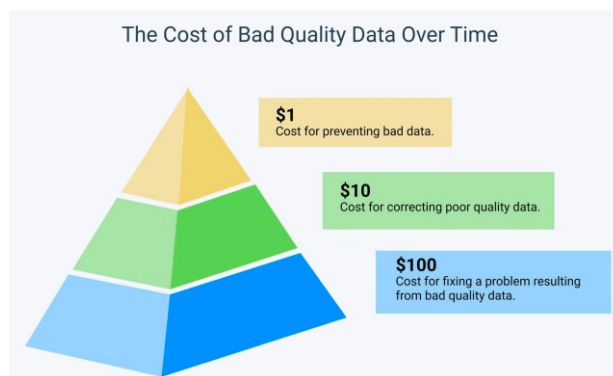 The Cost of Bad Quality Data Over Time
$1
Cost for preventing bad data.
$10
Cost for correcting poor quality data.
$100
Cost for fixing a problem resulting
from bad quality data.